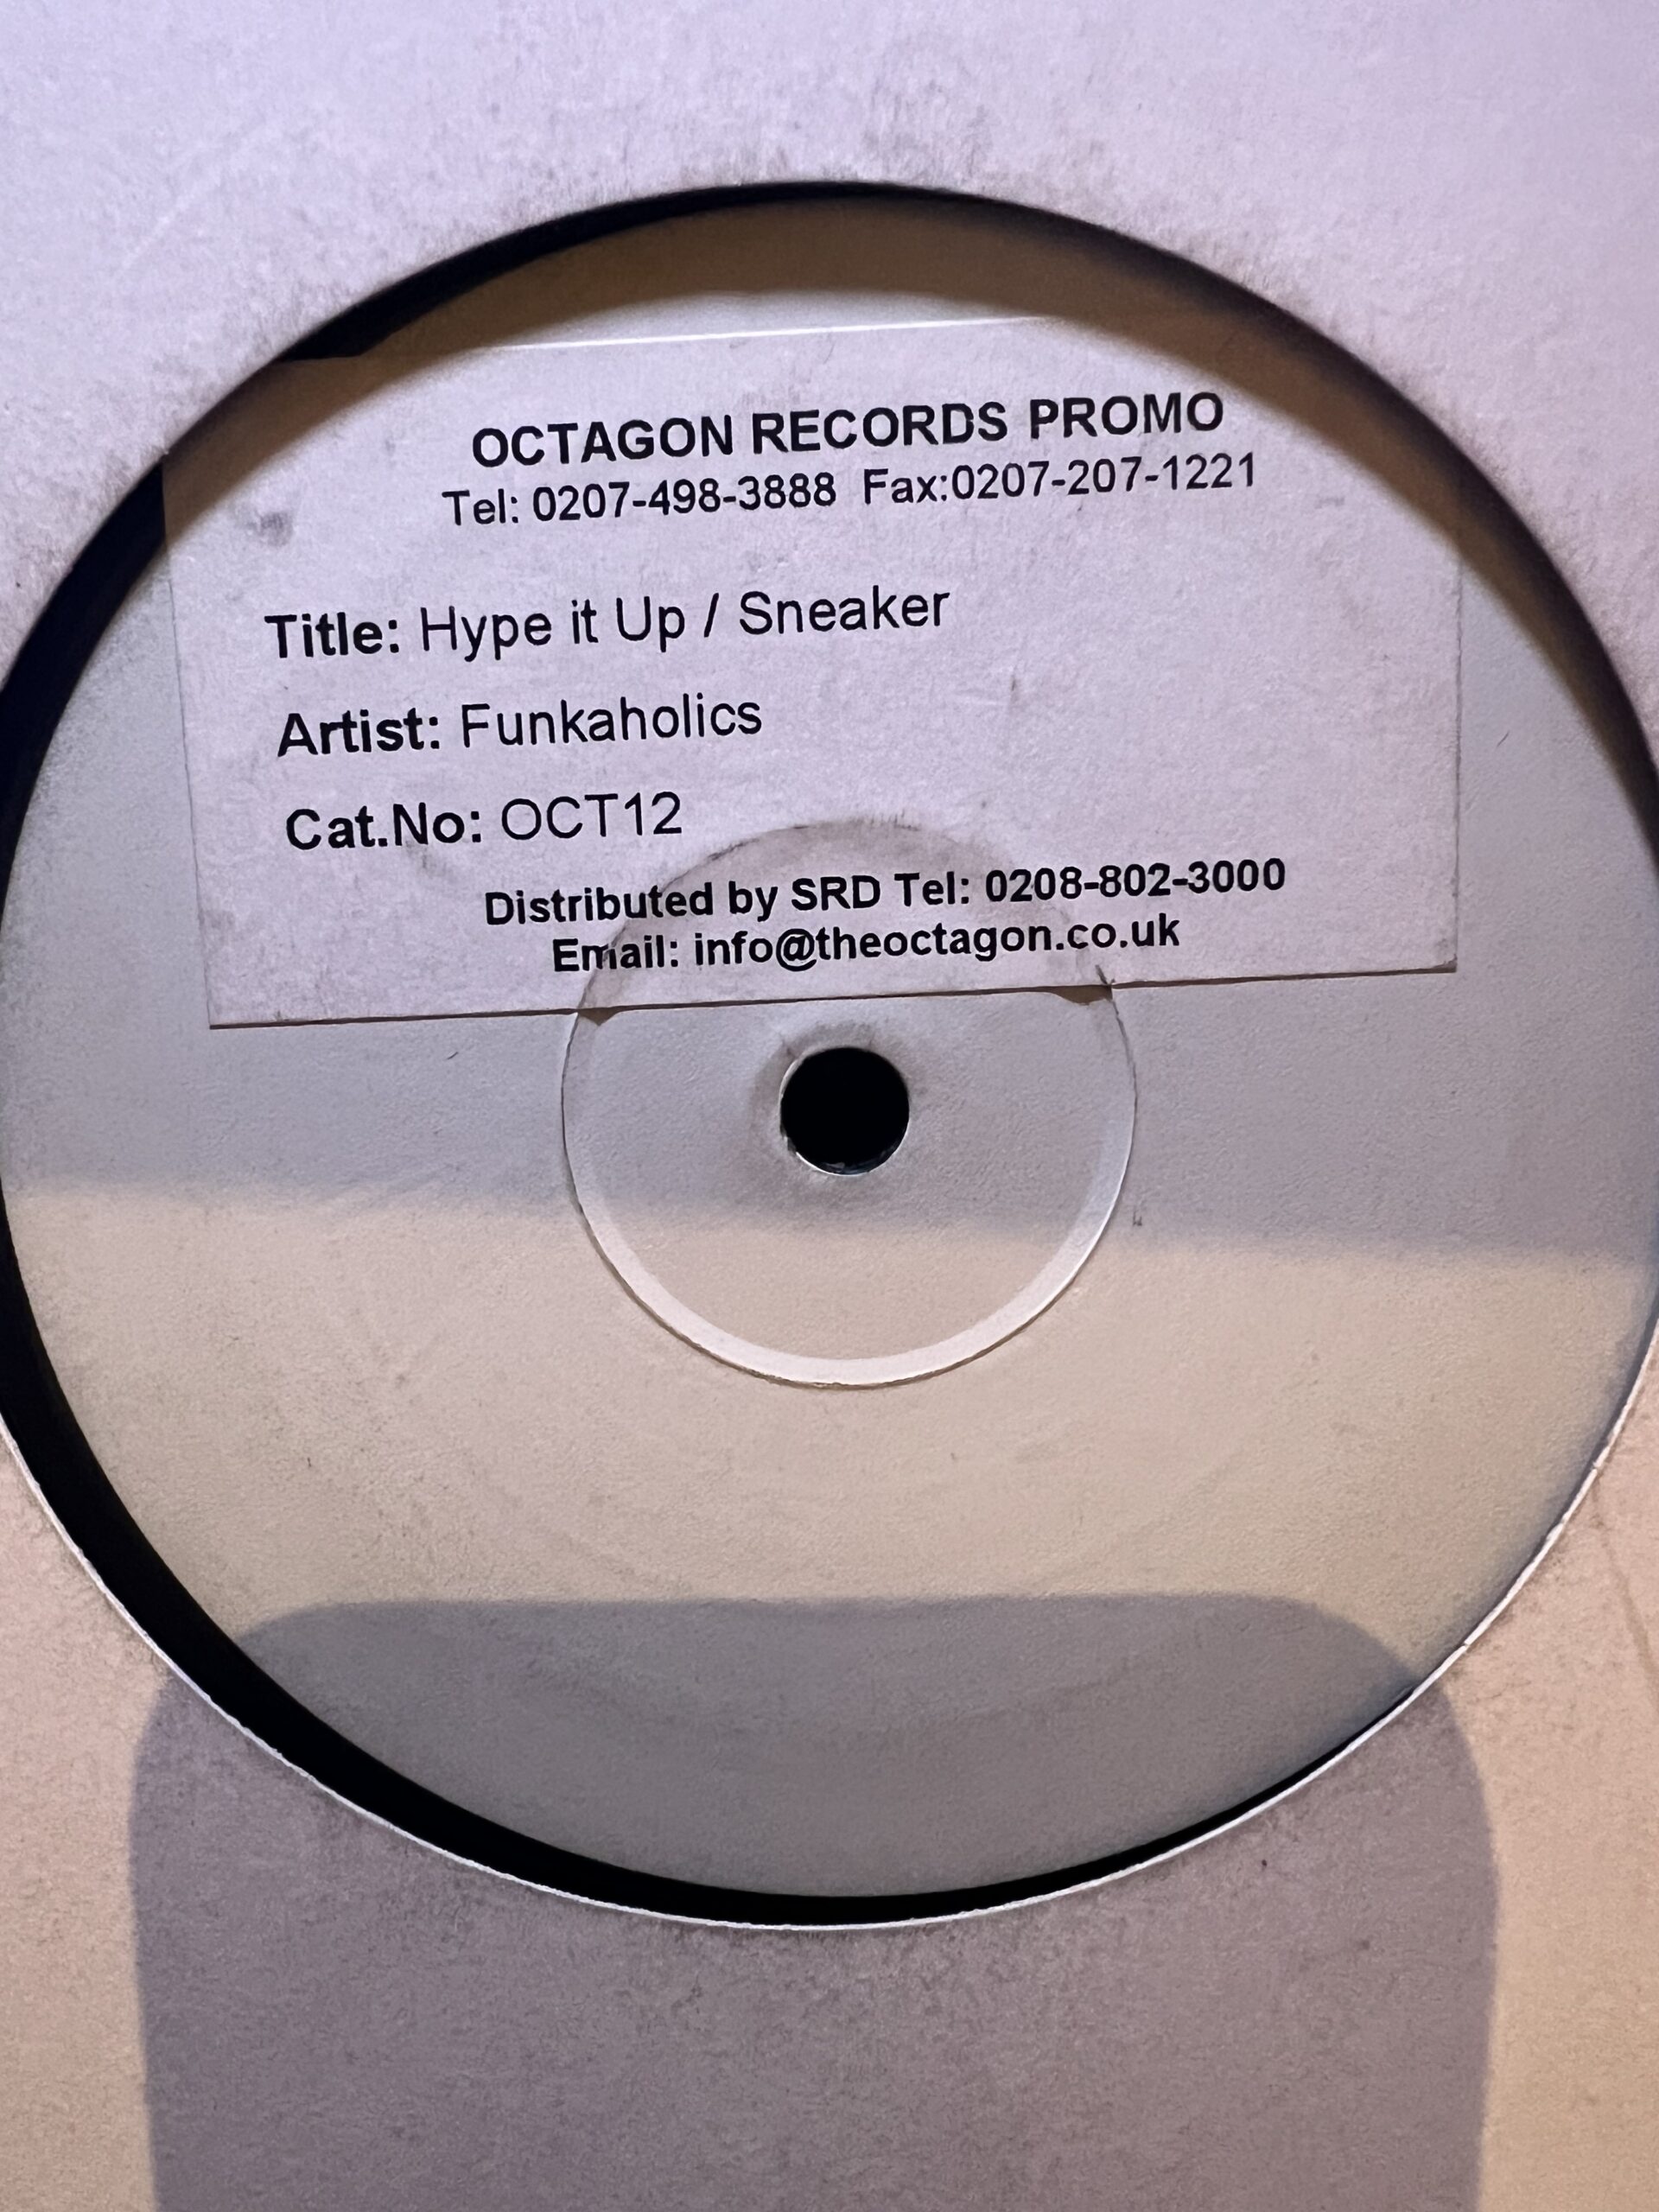 OCTAGON RECORDS PROMO
Tel: 0207-498-3888 Fax:0207-207-1221
Title: Hype it Up / Sneaker
Artist: Funkaholics
Cat.No: OCT12
Distributed by SRD Tel: 0208-802-3000
Email: info@theoctagon.co.uk